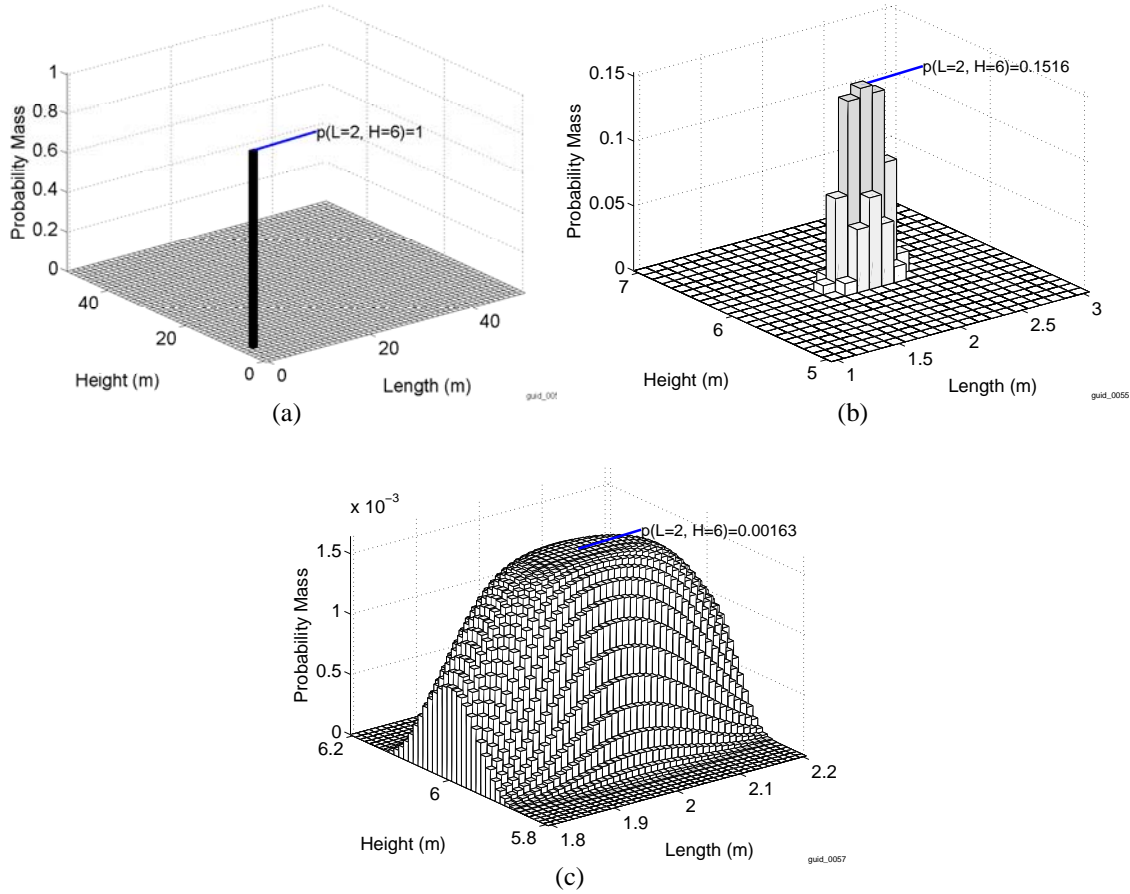 1
0.8
0.6
0.4
0.2
0
Probability Mass
p(L=2, H=6)=1
40
20
0
Height (m)
0
20
40
Length (m)
(a)
0.15
0.1
0.05
0
Probability Mass
p(L=2, H=6)=0.1516
7
6
5
Height (m)
1
1.5
2
2.5
3
Length (m)
guid_0055
(b)
x 10⁻³
1.5
1
0.5
0
Probability Mass
p(L=2, H=6)=0.00163
6.2
6
5.8
Height (m)
1.8
1.9
2
2.1
2.2
Length (m)
guid_0057
(c)